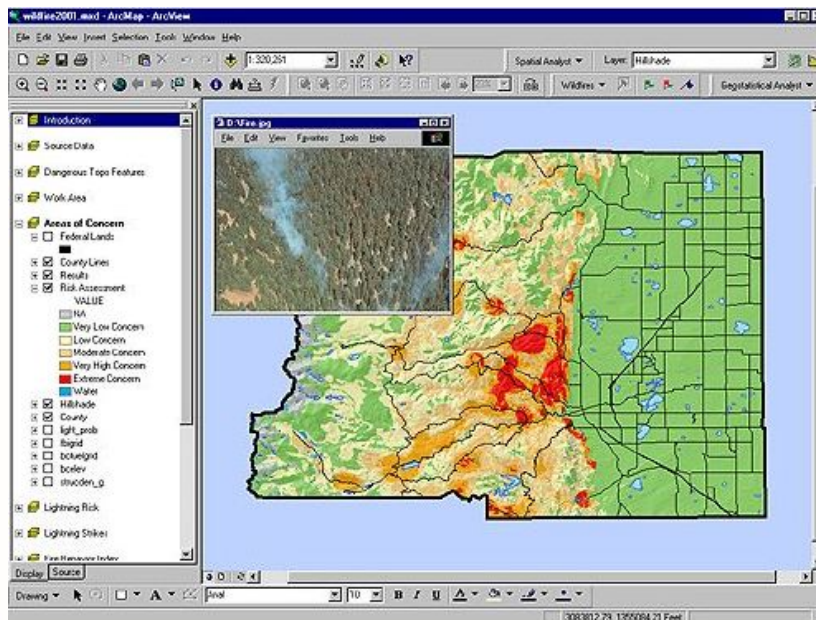 wildfire2001.mxd - ArcMap - ArcView
File Edit View Insert Selection Tools Window Help
1:320,261
Spatial Analyst
Layer: Hillshade
Wildfires
Geostatistical Analyst
Introduction
Source Data
Dangerous Topo Features
Work Area
Areas of Concern
Federal Lands
County Lines
Results
Risk Assessment
VALUE
NA
Very Low Concern
Low Concern
Moderate Concern
Very High Concern
Extreme Concern
Water
Hillshade
County
light_prob
fbigrid
bcfuelgrid
bcelev
strucden_g
Lightning Risk
Lightning Strikes
Fire Behavior Index
Display Source
D:\Fire.jpg
File Edit View Favorites Tools Help
Drawing
A
Arial
10
B I U A
3083812.79 1355084.21 Feet